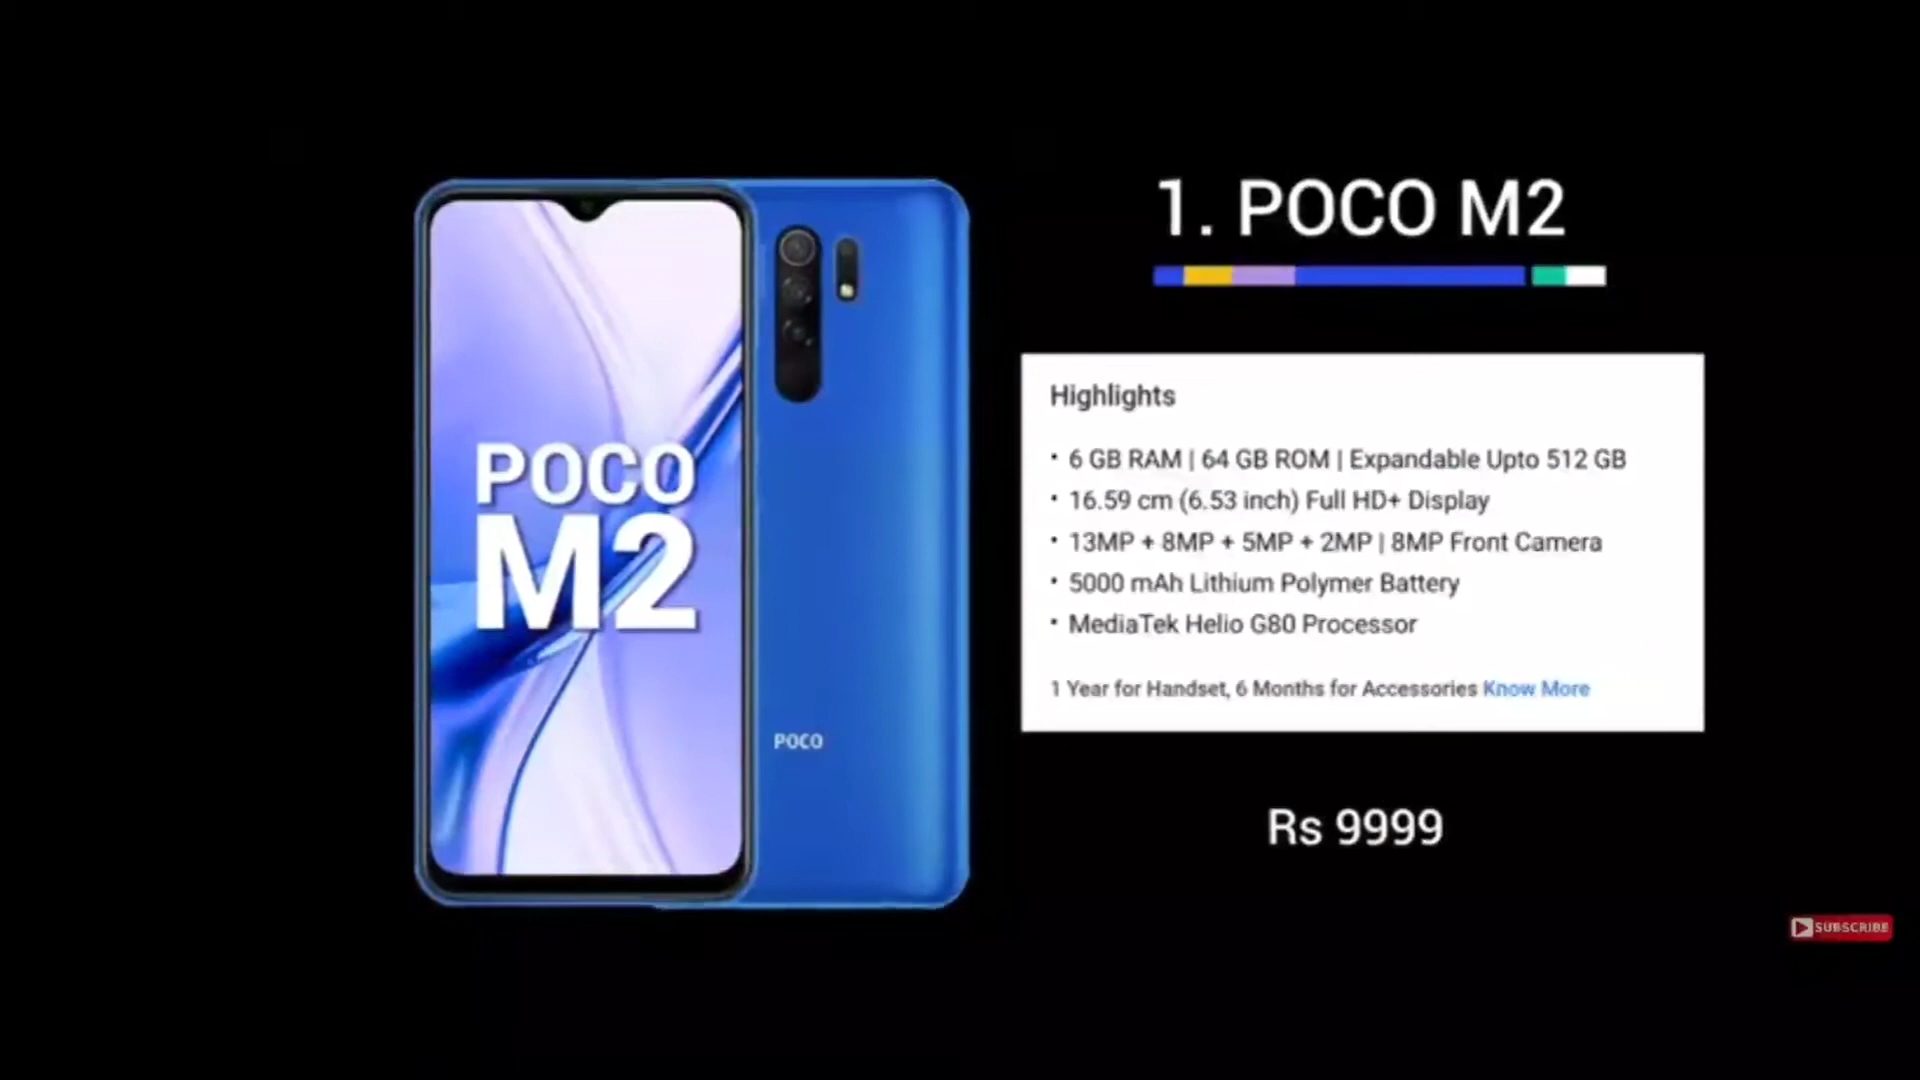 POCO
M2
POCO
1. POCO M2
Highlights
• 6 GB RAM | 64 GB ROM | Expandable Upto 512 GB
• 16.59 cm (6.53 inch) Full HD+ Display
• 13MP + 8MP + 5MP + 2MP | 8MP Front Camera
• 5000 mAh Lithium Polymer Battery
• MediaTek Helio G80 Processor
1 Year for Handset, 6 Months for Accessories Know More
Rs 9999
SUBSCRIBE